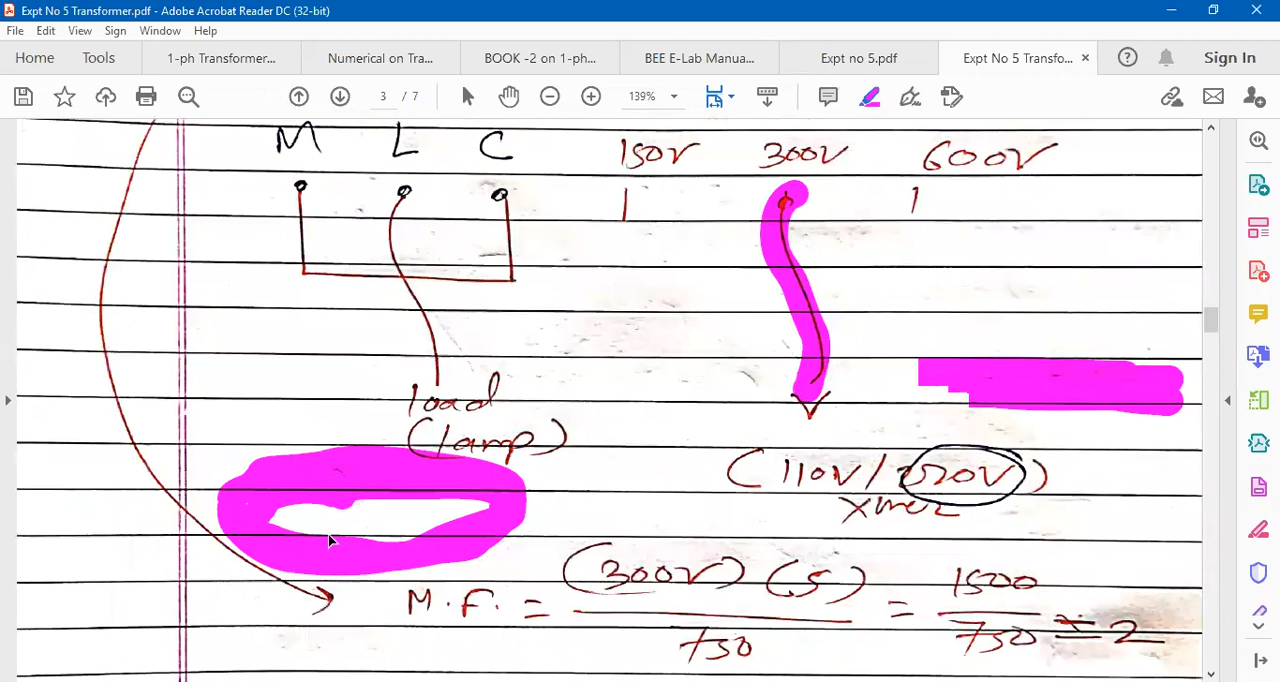 Expt No 5 Transformer.pdf - Adobe Acrobat Reader DC (32-bit)
File Edit View Sign Window Help
Home Tools 1-ph Transformer... Numerical on Tra... BOOK -2 on 1-ph... BEE E-Lab Manua... Expt no 5.pdf Expt No 5 Transfo... × Sign In
3 / 7 139%
M L C 150V 300V 600V
load
(lamp)
(110V/220V)
Xmer
M.F. = (300V) (5) / 750 = 1500 / 750 = 2